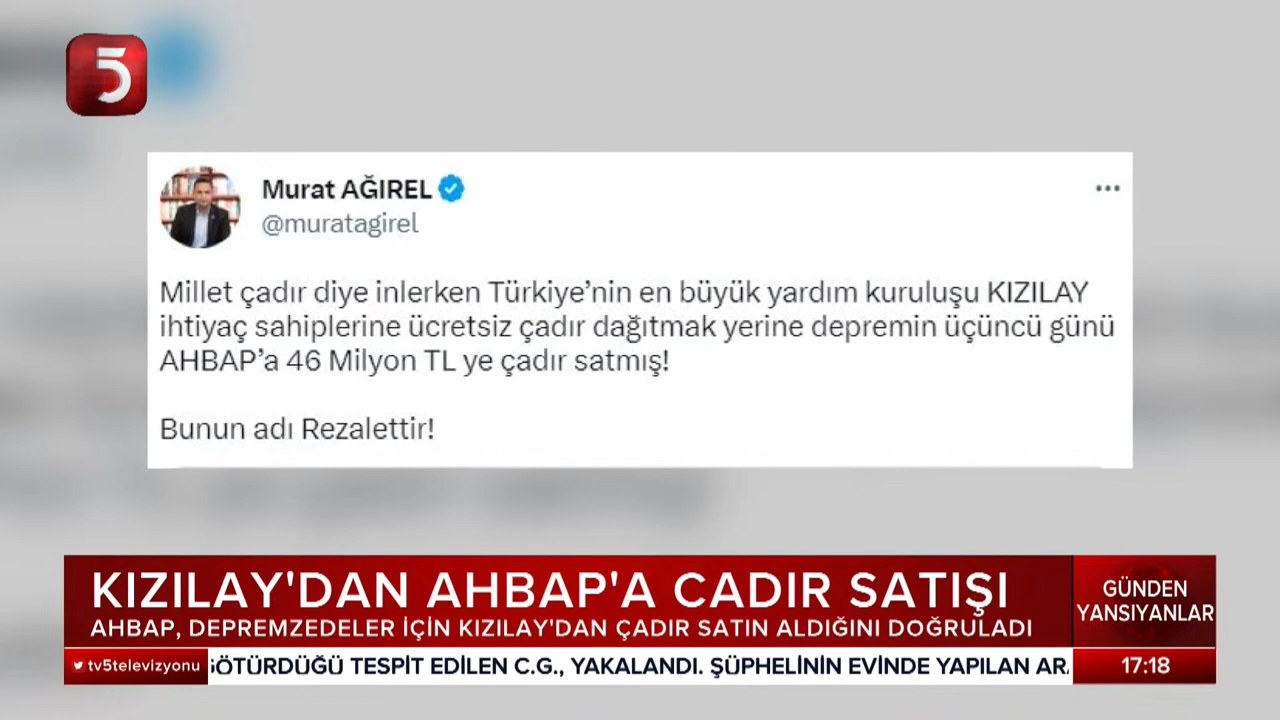 5
Murat AĞIREL
@muratagirel
Millet çadır diye inlerken Türkiye’nin en büyük yardım kuruluşu KIZILAY
ihtiyaç sahiplerine ücretsiz çadır dağıtmak yerine depremin üçüncü günü
AHBAP’a 46 Milyon TL ye çadır satmış!
Bunun adı Rezalettir!
KIZILAY'DAN AHBAP'A CADIR SATIŞI
AHBAP, DEPREMZEDELER İÇİN KIZILAY'DAN ÇADIR SATIN ALDIĞINI DOĞRULADI
GÜNDEN
YANSIYANLAR
tv5televizyonu
GÖTÜRDÜĞÜ TESPİT EDİLEN C.G., YAKALANDI. ŞÜPHELİNİN EVİNDE YAPILAN
17:18